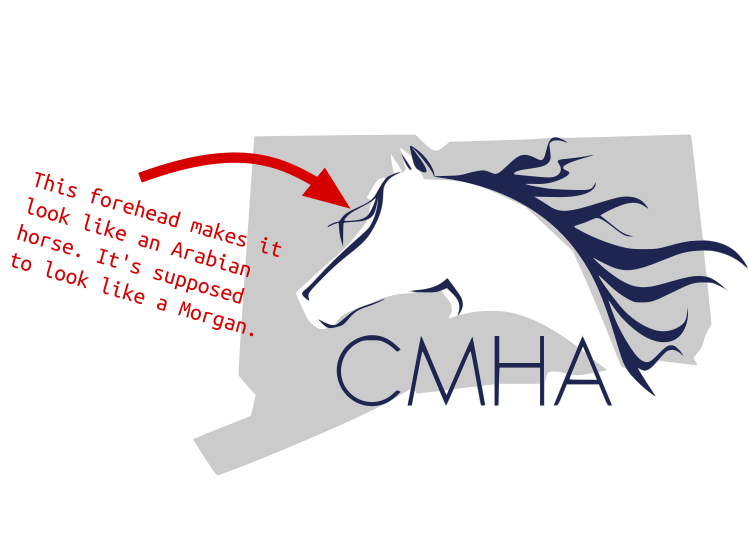 This forehead makes it
look like an Arabian
horse. It's supposed
to look like a Morgan.
CMHA